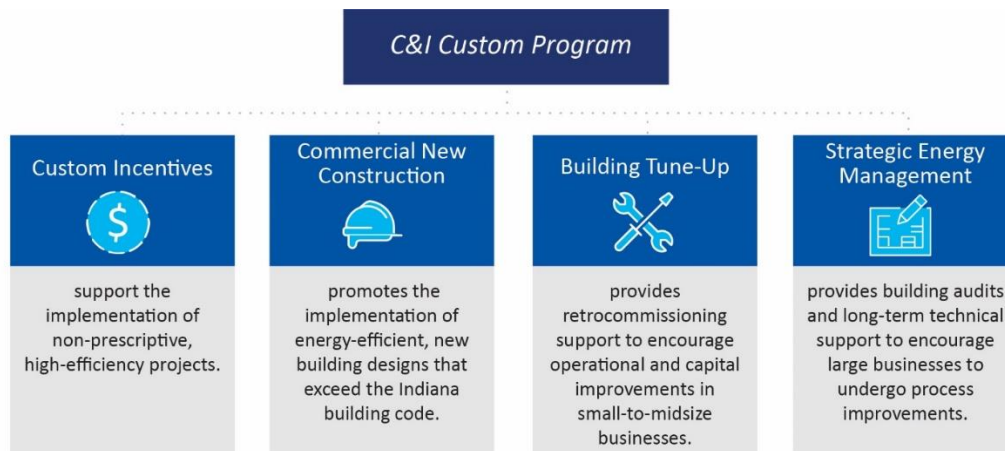 C&I Custom Program
Custom Incentives
$
support the
implementation of
non-prescriptive,
high-efficiency projects.
Commercial New
Construction
promotes the
implementation of
energy-efficient, new
building designs that
exceed the Indiana
building code.
Building Tune-Up
provides
retrocommissioning
support to encourage
operational and capital
improvements in
small-to-midsize
businesses.
Strategic Energy
Management
provides building audits
and long-term technical
support to encourage
large businesses to
undergo process
improvements.